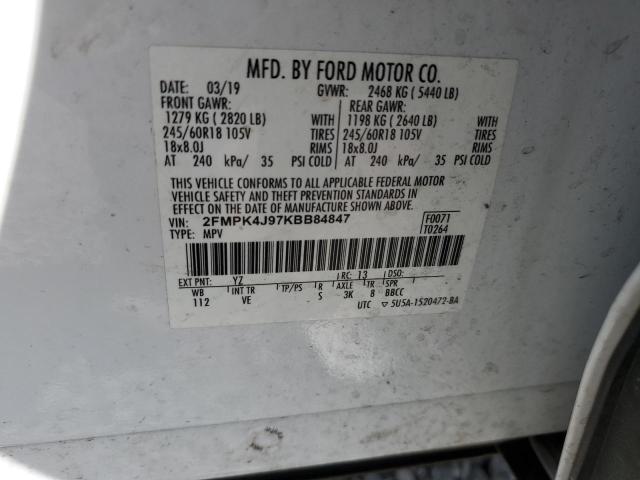 MFD. BY FORD MOTOR CO.
DATE: 03/19 GVWR: 2468 KG ( 5440 LB)
FRONT GAWR: REAR GAWR:
1279 KG ( 2820 LB) WITH 1198 KG ( 2640 LB) WITH
245/60R18 105V TIRES 245/60R18 105V TIRES
18x8.0J RIMS 18x8.0J RIMS
AT 240 kPa/ 35 PSI COLD AT 240 kPa/ 35 PSI COLD
THIS VEHICLE CONFORMS TO ALL APPLICABLE FEDERAL MOTOR
VEHICLE SAFETY AND THEFT PREVENTION STANDARDS IN
EFFECT ON THE DATE OF MANUFACTURE SHOWN ABOVE.
VIN: 2FMPK4J97KBB84847 F0071
TYPE: MPV T0264
EXT PNT: YZ RC: 13 DSO:
WB INT TR TP/PS R AXLE TR SPR
112 VE S 3K 8 BBCC
UTC ▽ 5U5A-1520472-BA